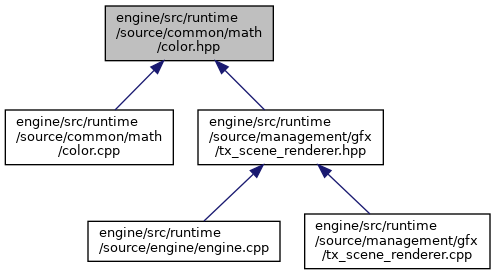 engine/src/runtime
/source/common/math
/color.hpp
engine/src/runtime
/source/common/math
/color.cpp
engine/src/runtime
/source/management/gfx
/tx_scene_renderer.hpp
engine/src/runtime
/source/engine/engine.cpp
engine/src/runtime
/source/management/gfx
/tx_scene_renderer.cpp